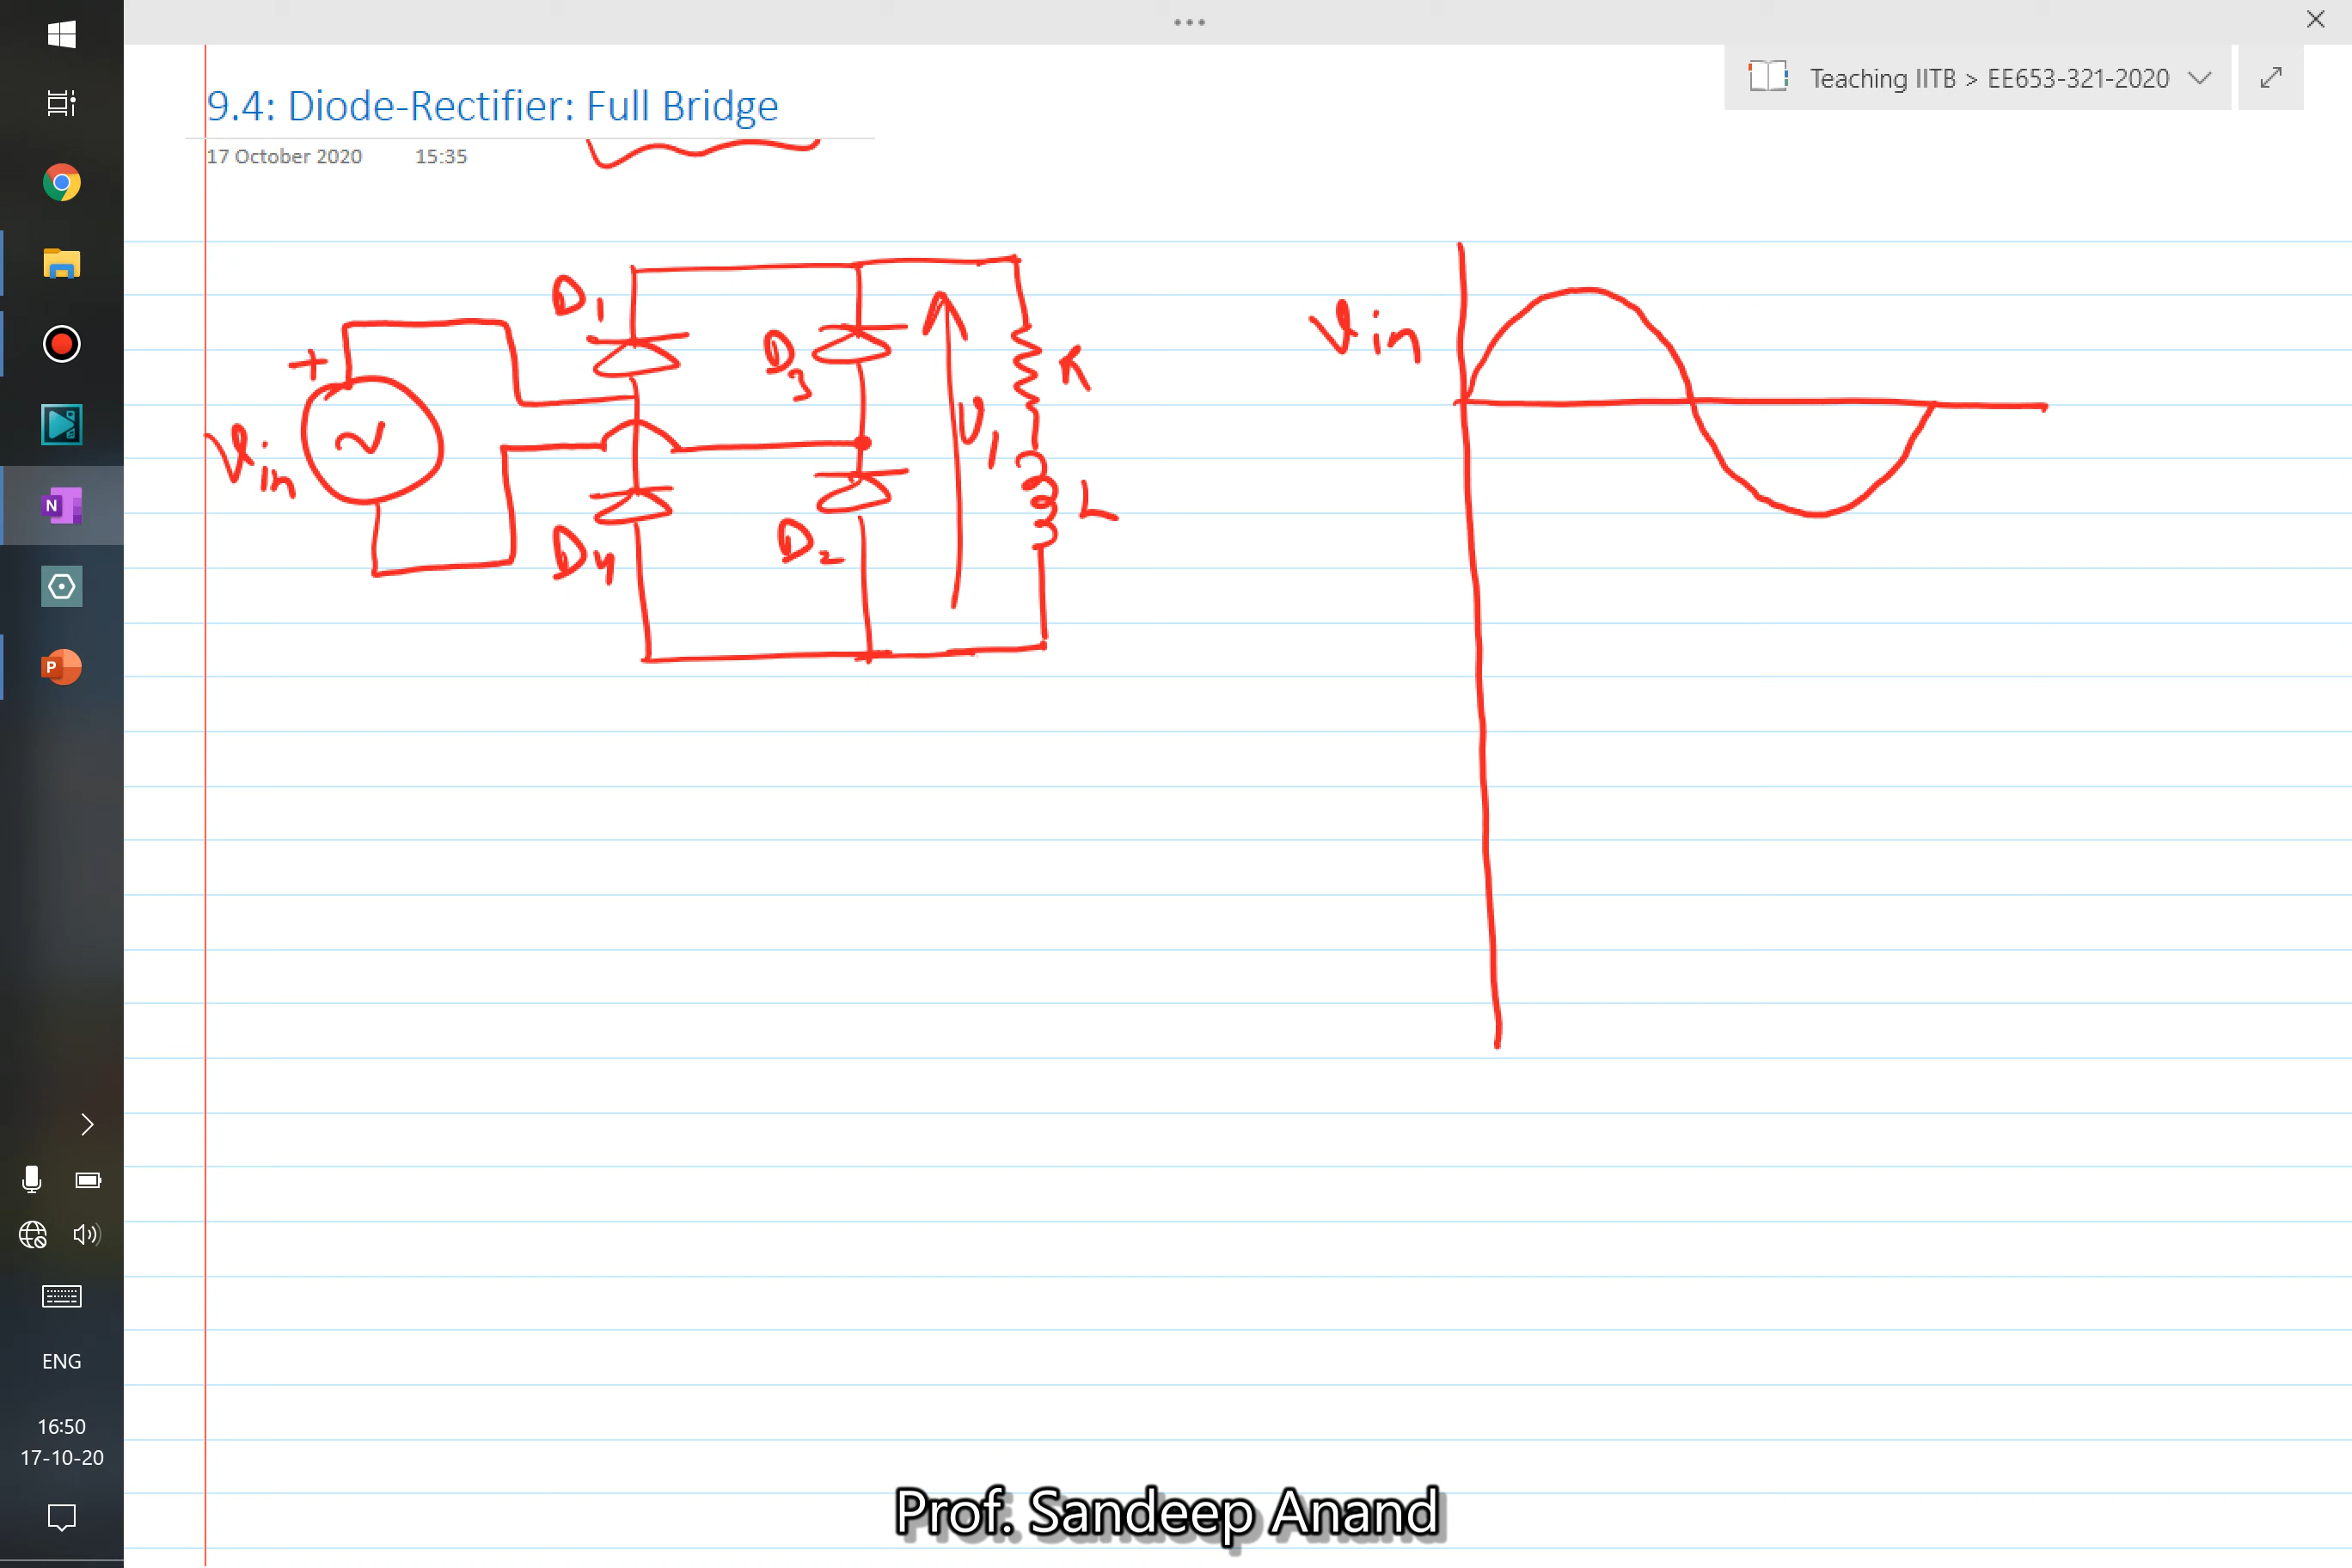 Teaching IITB > EE653-321-2020
9.4: Diode-Rectifier: Full Bridge
17 October 2020 15:35
D1
D3
+
Vin
R
V1
L
D4
D2
Vin
N
P
ENG
16:50
17-10-20
Prof. Sandeep Anand